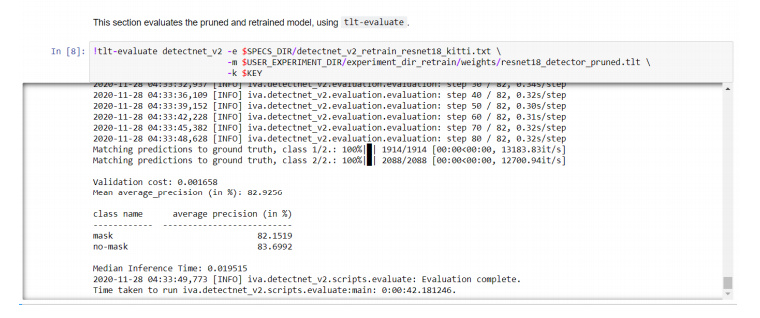 This section evaluates the pruned and retrained model, using tlt-evaluate .
In [8]: !tlt-evaluate detectnet_v2 -e $SPECS_DIR/detectnet_v2_retrain_resnet18_kitti.txt \
-m $USER_EXPERIMENT_DIR/experiment_dir_retrain/weights/resnet18_detector_pruned.tlt \
-k $KEY
2020-11-28 04:33:32,937 [INFO] iva.detectnet_v2.evaluation.evaluation: step 30 / 82, 0.34s/step
2020-11-28 04:33:36,109 [INFO] iva.detectnet_v2.evaluation.evaluation: step 40 / 82, 0.32s/step
2020-11-28 04:33:39,152 [INFO] iva.detectnet_v2.evaluation.evaluation: step 50 / 82, 0.30s/step
2020-11-28 04:33:42,228 [INFO] iva.detectnet_v2.evaluation.evaluation: step 60 / 82, 0.31s/step
2020-11-28 04:33:45,382 [INFO] iva.detectnet_v2.evaluation.evaluation: step 70 / 82, 0.32s/step
2020-11-28 04:33:48,628 [INFO] iva.detectnet_v2.evaluation.evaluation: step 80 / 82, 0.32s/step
Matching predictions to ground truth, class 1/2.: 100%|█| 1914/1914 [00:00<00:00, 13183.83it/s]
Matching predictions to ground truth, class 2/2.: 100%|█| 2088/2088 [00:00<00:00, 12700.94it/s]
Validation cost: 0.001658
Mean average_precision (in %): 82.9256
class name average precision (in %)
------------ --------------------------
mask 82.1519
no-mask 83.6992
Median Inference Time: 0.019515
2020-11-28 04:33:49,773 [INFO] iva.detectnet_v2.scripts.evaluate: Evaluation complete.
Time taken to run iva.detectnet_v2.scripts.evaluate:main: 0:00:42.181246.